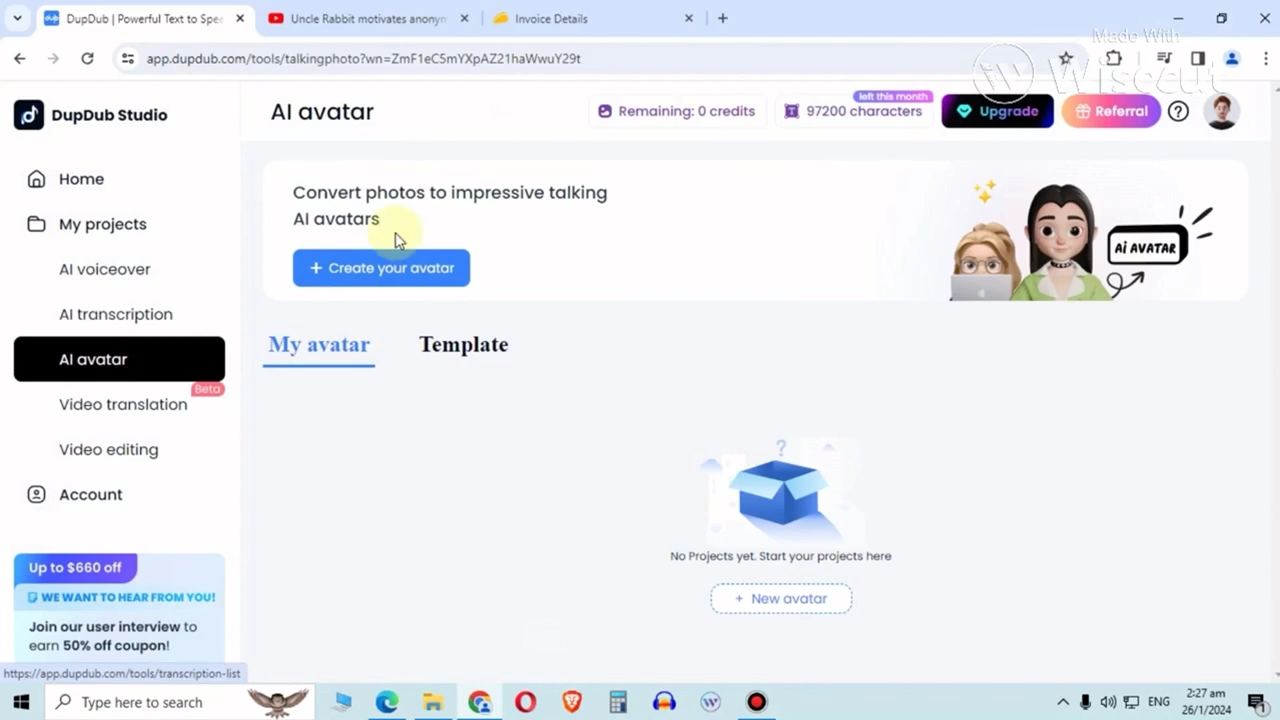 DupDub | Powerful Text to Spee
Uncle Rabbit motivates anonym
Invoice Details
app.dupdub.com/tools/talkingphoto?wn=ZmF1eC5mYXpAZ21haWwuY29t
Made With
Wisecut
DupDub Studio
AI avatar
Remaining: 0 credits
left this month
97200 characters
Upgrade
Referral
Home
My projects
AI voiceover
AI transcription
AI avatar
Beta
Video translation
Video editing
Account
Convert photos to impressive talking
AI avatars
+ Create your avatar
Ai AVATAR
My avatar
Template
No Projects yet. Start your projects here
+ New avatar
Up to $660 off
WE WANT TO HEAR FROM YOU!
Join our user interview to
earn 50% off coupon!
https://app.dupdub.com/tools/transcription-list
Type here to search
ENG
2:27 am
26/1/2024
1